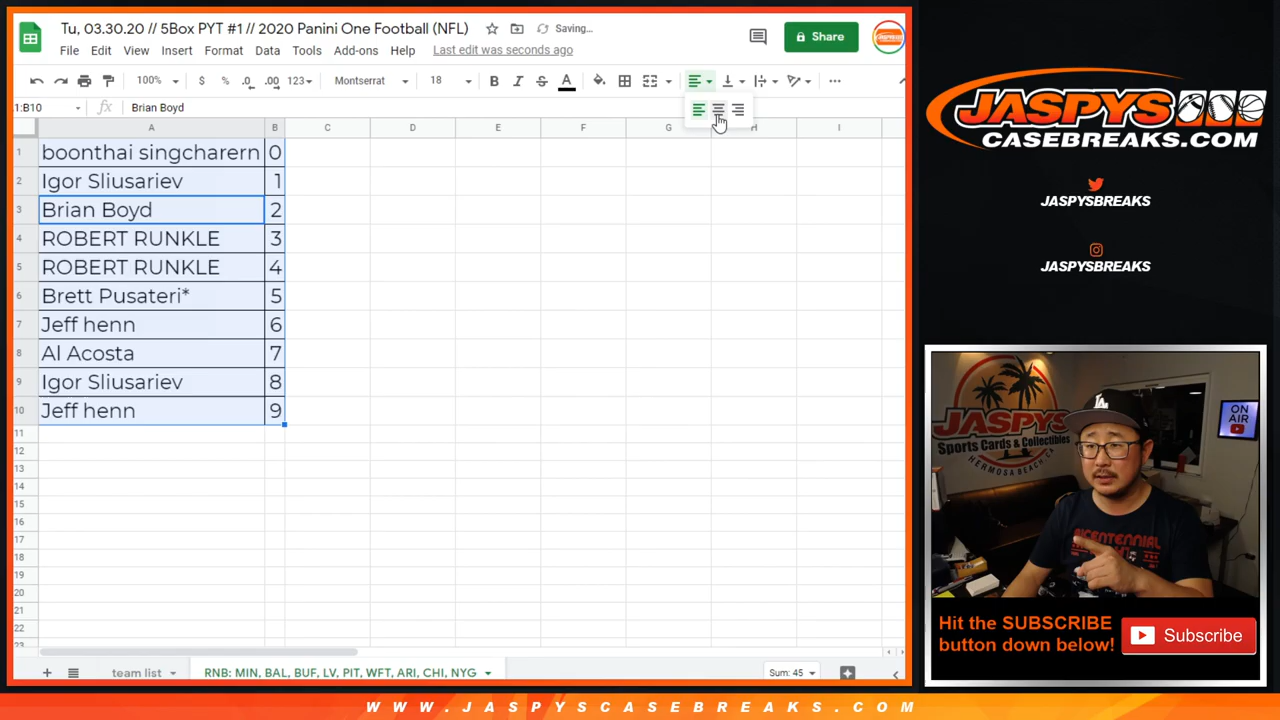 Tu, 03.30.20 // 5Box PYT #1 // 2020 Panini One Football (NFL)
Saving...
File Edit View Insert Format Data Tools Add-ons Help Last edit was seconds ago
Share
100% $ % .0 .00 123 Montserrat 18 B I S A
1:B10 fx Brian Boyd
A B C D E F G H I
1 boonthai singcharern 0
2 Igor Sliusariev 1
3 Brian Boyd 2
4 ROBERT RUNKLE 3
5 ROBERT RUNKLE 4
6 Brett Pusateri* 5
7 Jeff henn 6
8 Al Acosta 7
9 Igor Sliusariev 8
10 Jeff henn 9
11
12
13
14
15
16
17
18
19
20
21
22
23
team list
RNB: MIN, BAL, BUF, LV, PIT, WFT, ARI, CHI, NYG
Sum: 45
JASPYS
CASEBREAKS.COM
JASPYSBREAKS
JASPYSBREAKS
JASPYS
Sports Cards & Collectibles
HERMOSA BEACH CA
LA
ON
AIR
BICENTENNIAL
Hit the SUBSCRIBE
button down below!
Subscribe
WWW.JASPYSCASEBREAKS.COM